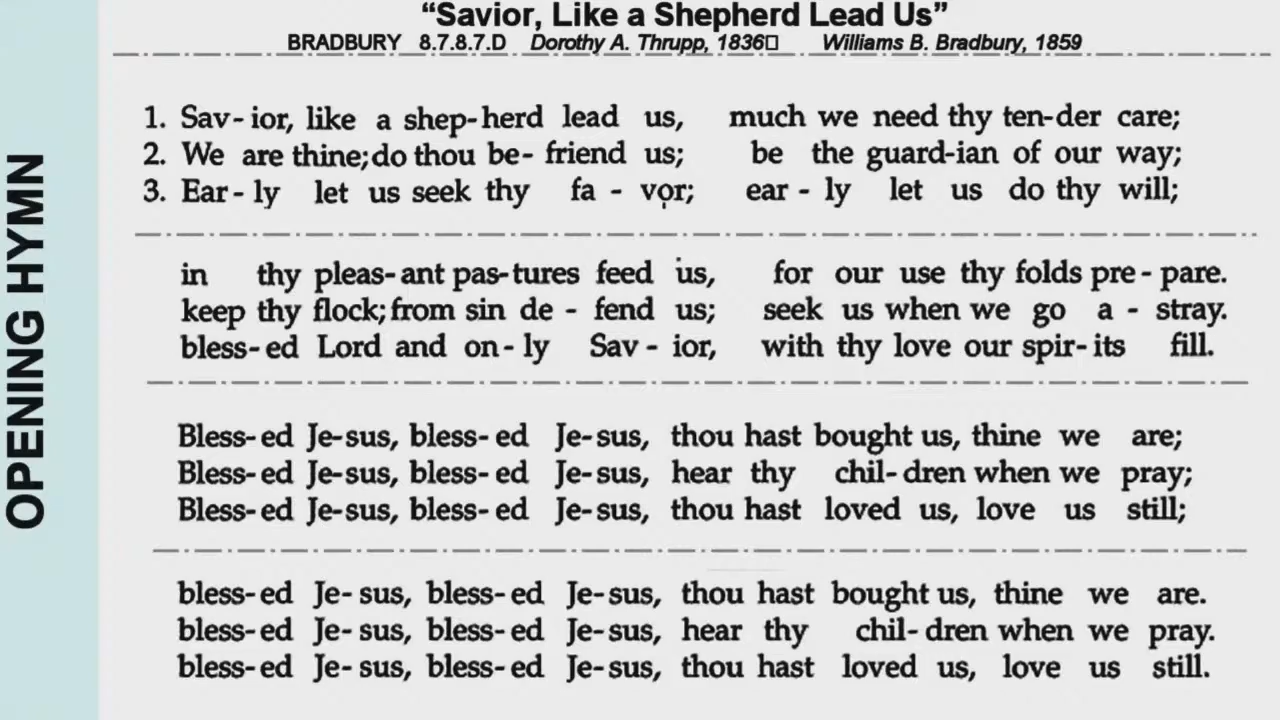 "Savior, Like a Shepherd Lead Us"
BRADBURY 8.7.8.7.D Dorothy A. Thrupp, 1836□ Williams B. Bradbury, 1859
OPENING HYMN
1. Sav-ior, like a shep-herd lead us, much we need thy ten-der care;
2. We are thine; do thou be-friend us; be the guard-ian of our way;
3. Ear-ly let us seek thy fa-vor; ear-ly let us do thy will;
in thy pleas-ant pas-tures feed us, for our use thy folds pre-pare.
keep thy flock; from sin de-fend us; seek us when we go a-stray.
bless-ed Lord and on-ly Sav-ior, with thy love our spir-its fill.
Bless-ed Je-sus, bless-ed Je-sus, thou hast bought us, thine we are;
Bless-ed Je-sus, bless-ed Je-sus, hear thy chil-dren when we pray;
Bless-ed Je-sus, bless-ed Je-sus, thou hast loved us, love us still;
bless-ed Je-sus, bless-ed Je-sus, thou hast bought us, thine we are.
bless-ed Je-sus, bless-ed Je-sus, hear thy chil-dren when we pray.
bless-ed Je-sus, bless-ed Je-sus, thou hast loved us, love us still.